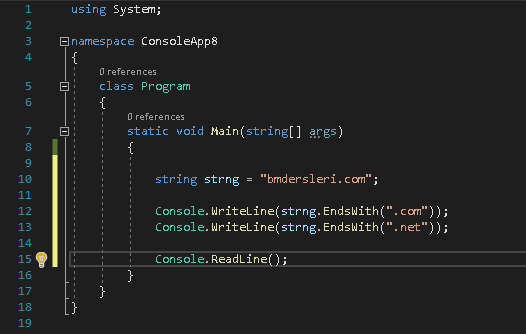 1 using System;
2
3 namespace ConsoleApp8
4 {
0 references
5 class Program
6 {
0 references
7 static void Main(string[] args)
8 {
9
10 string strng = "bmdersleri.com";
11
12 Console.WriteLine(strng.EndsWith(".com"));
13 Console.WriteLine(strng.EndsWith(".net"));
14
15 Console.ReadLine();
16 }
17 }
18 }
19